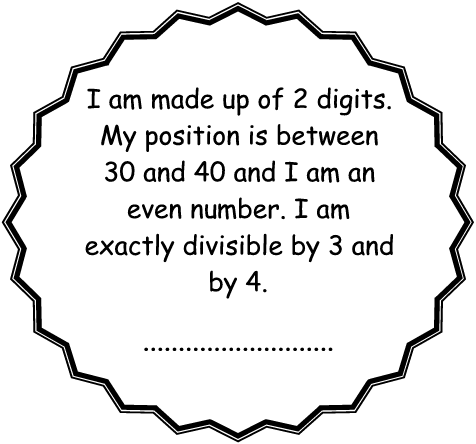 I am made up of 2 digits.
My position is between
30 and 40 and I am an
even number. I am
exactly divisible by 3 and
by 4.
...........................